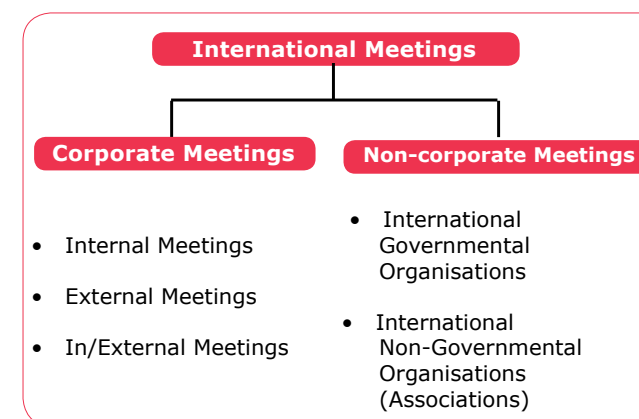 International Meetings
Corporate Meetings
Non-corporate Meetings
• Internal Meetings
• External Meetings
• In/External Meetings
• International
Governmental
Organisations
• International
Non-Governmental
Organisations
(Associations)